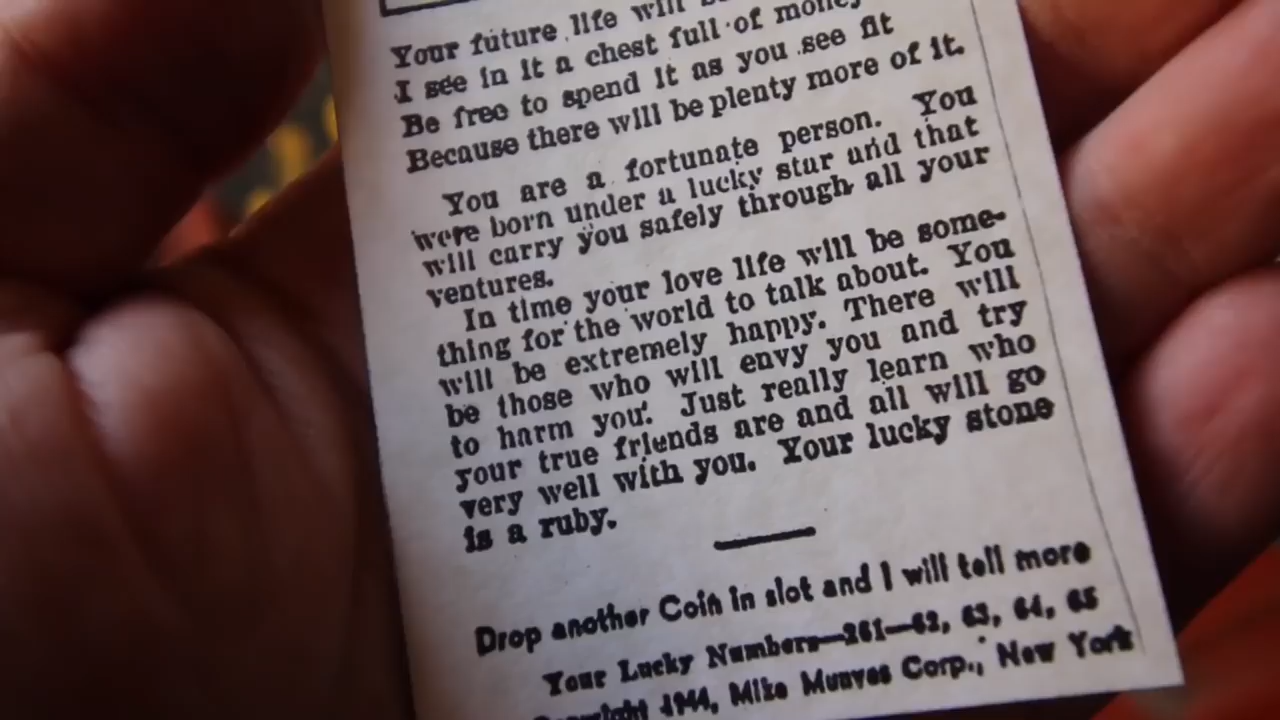 Your future life will
I see in it a chest full of money
Be free to spend it as you see fit
Because there will be plenty more of it.
You are a fortunate person. You
were born under a lucky star and that
will carry you safely through all your
ventures.
In time your love life will be some-
thing for the world to talk about. You
will be extremely happy. There will
be those who will envy you and try
to harm you. Just really learn who
your true friends are and all will go
very well with you. Your lucky stone
is a ruby.
Drop another Coin in slot and I will tell more
Your Lucky Numbers—261—62, 63, 64, 65
1944, Mike Munves Corp., New York